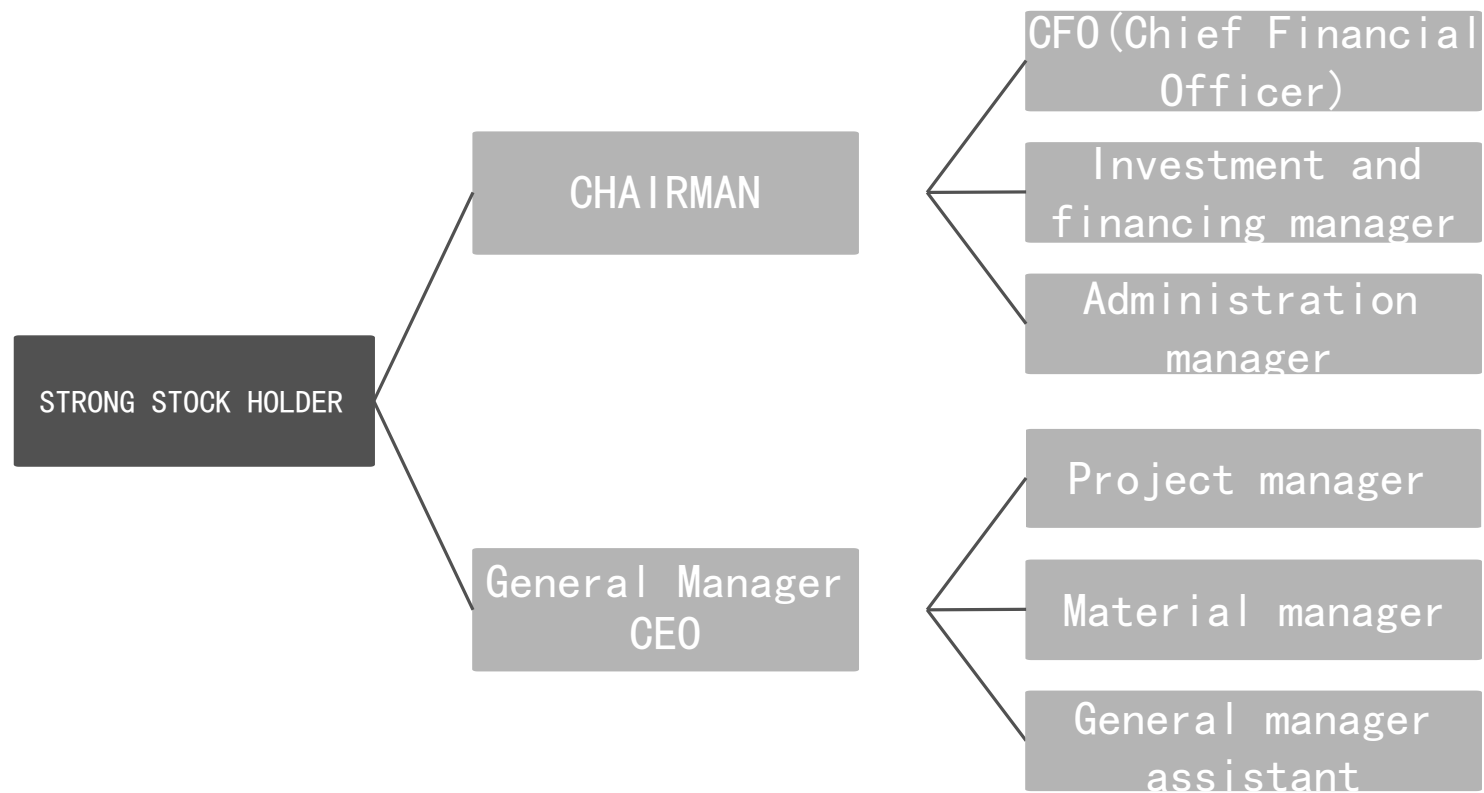 STRONG STOCK HOLDER
CHAIRMAN
CFO(Chief Financial
Officer)
Investment and
financing manager
Administration
manager
General Manager
CEO
Project manager
Material manager
General manager
assistant